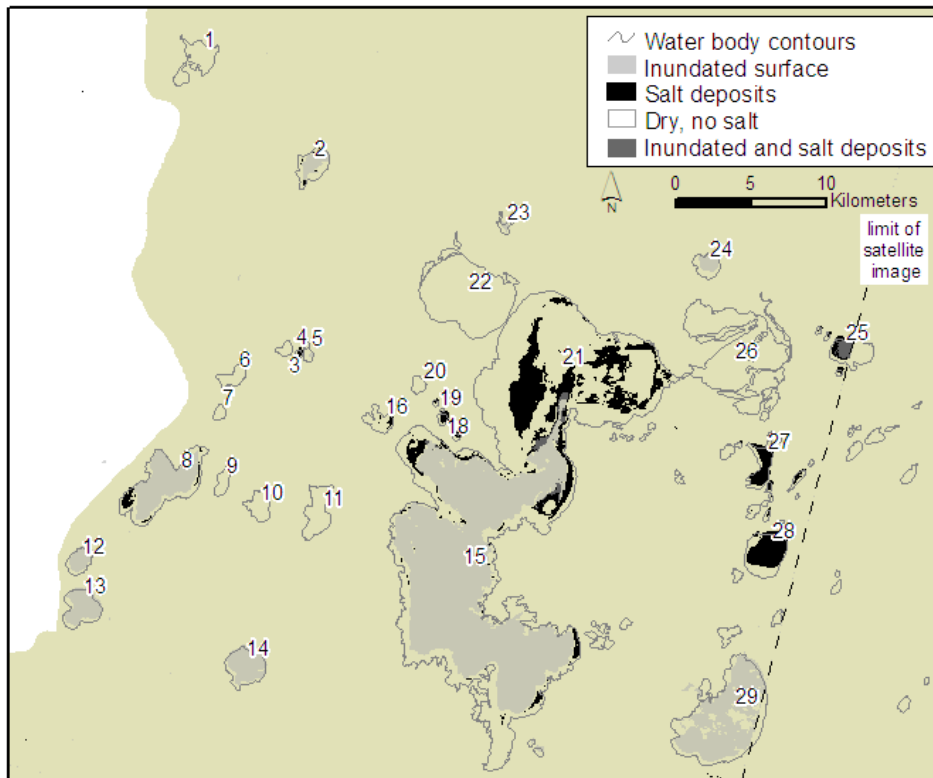 1
Water body contours
Inundated surface
Salt deposits
Dry, no salt
Inundated and salt deposits
2
N
0 10
Kilometers
23
limit of
satellite
image
24
22
4 5
3
25
21
26
6
20
7
16
19
18
27
8
9
10
11
28
15
12
13
14
29